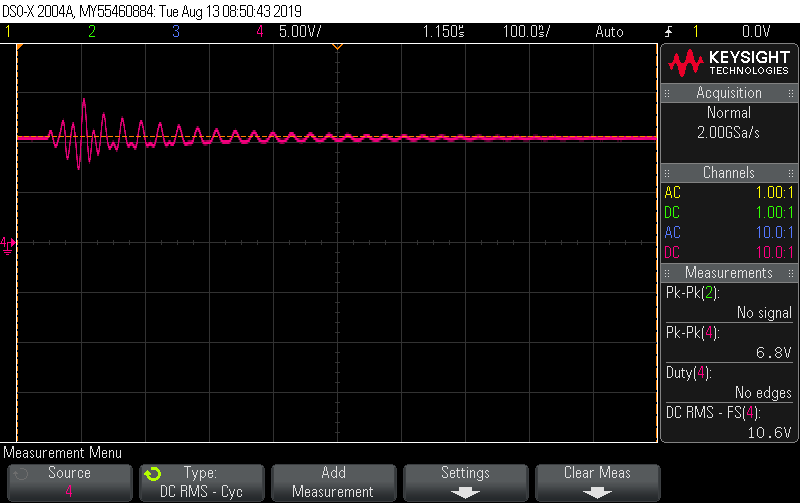 DSO-X 2004A, MY55460884: Tue Aug 13 08:50:43 2019
1 2 3 4 5.00V/ 1.150s 100.0s/ Auto 1 0.0V
KEYSIGHT
TECHNOLOGIES
Acquisition
Normal
2.00GSa/s
Channels
AC 1.00:1
DC 1.00:1
AC 10.0:1
DC 10.0:1
Measurements
Pk-Pk(2):
No signal
Pk-Pk(4):
6.8V
Duty(4):
No edges
DC RMS - FS(4):
10.6V
4
Measurement Menu
Source
4
Type:
DC RMS - Cyc
Add
Measurement
Settings
Clear Meas